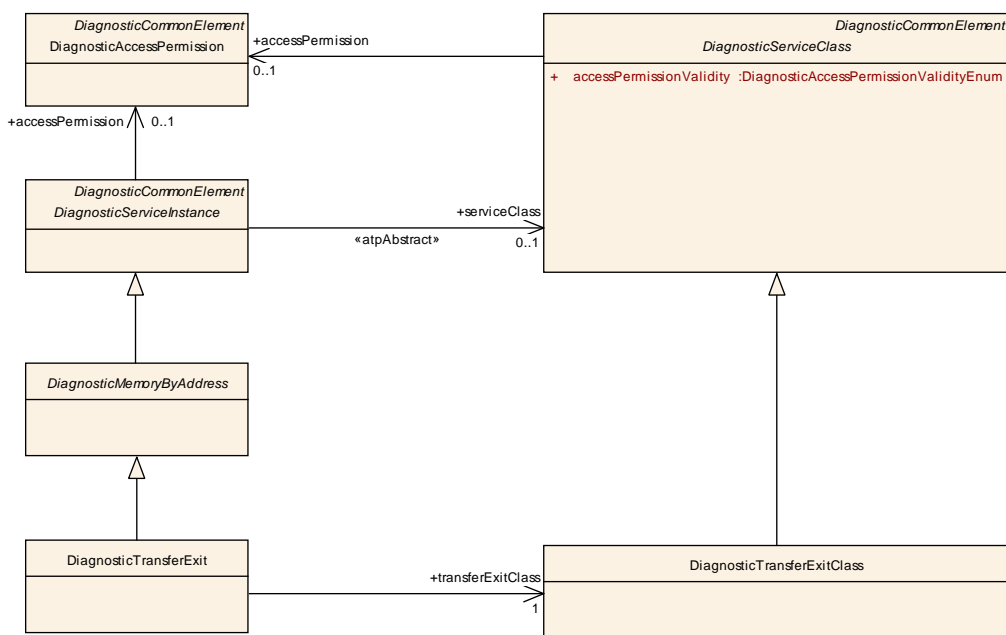 DiagnosticCommonElement
DiagnosticAccessPermission
+accessPermission
0..1
DiagnosticCommonElement
DiagnosticServiceClass
+ accessPermissionValidity :DiagnosticAccessPermissionValidityEnum
+accessPermission
0..1
DiagnosticCommonElement
DiagnosticServiceInstance
+serviceClass
«atpAbstract»
0..1
DiagnosticMemoryByAddress
DiagnosticTransferExit
+transferExitClass
1
DiagnosticTransferExitClass